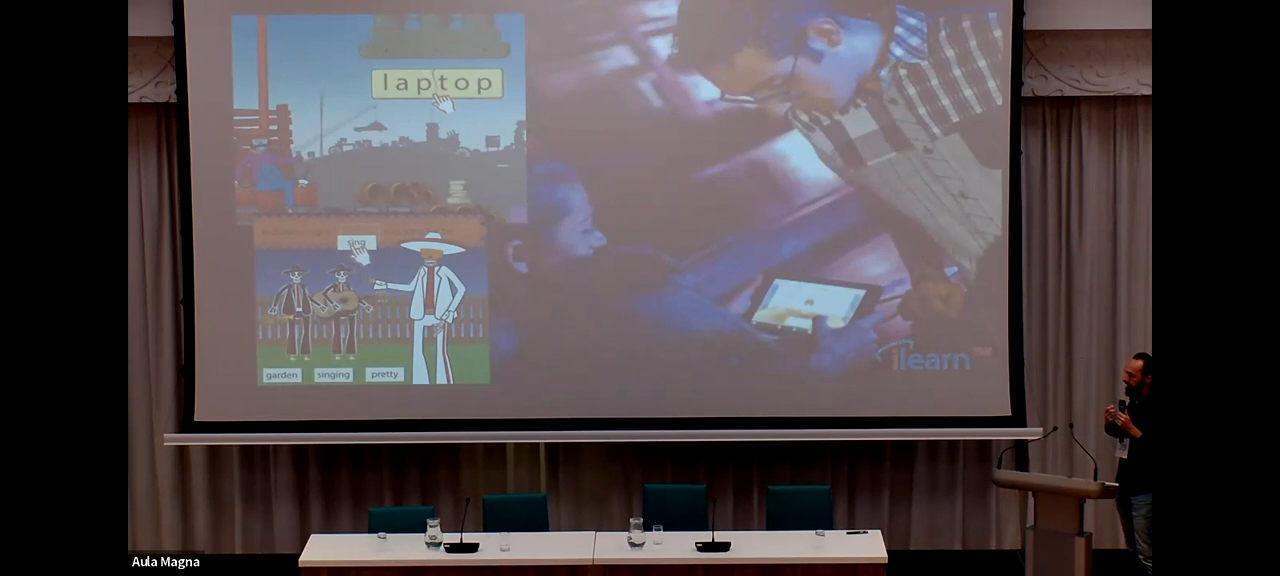 laptop
sing
garden singing pretty
ilearn
Aula Magna